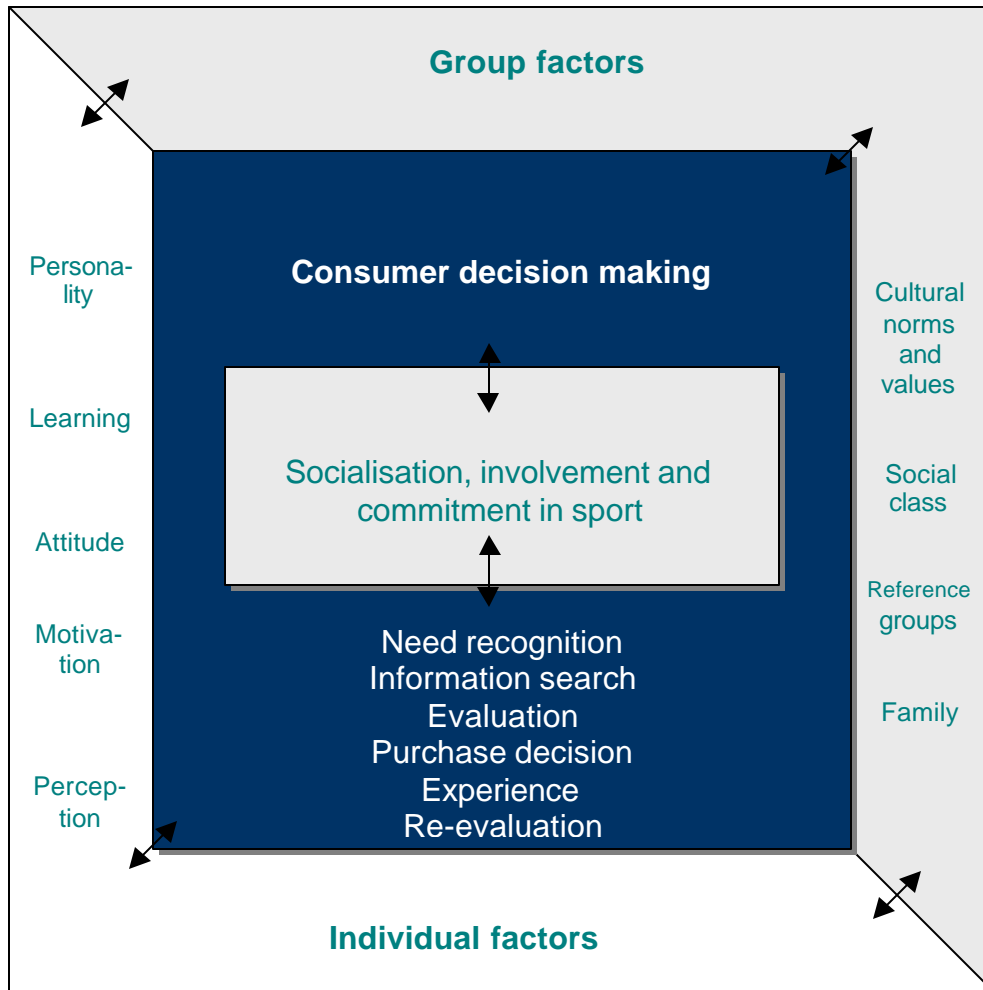 Group factors
Persona-
lity
Learning
Attitude
Motiva-
tion
Percep-
tion
Consumer decision making
Socialisation, involvement and
commitment in sport
Need recognition
Information search
Evaluation
Purchase decision
Experience
Re-evaluation
Cultural
norms
and
values
Social
class
Reference
groups
Family
Individual factors